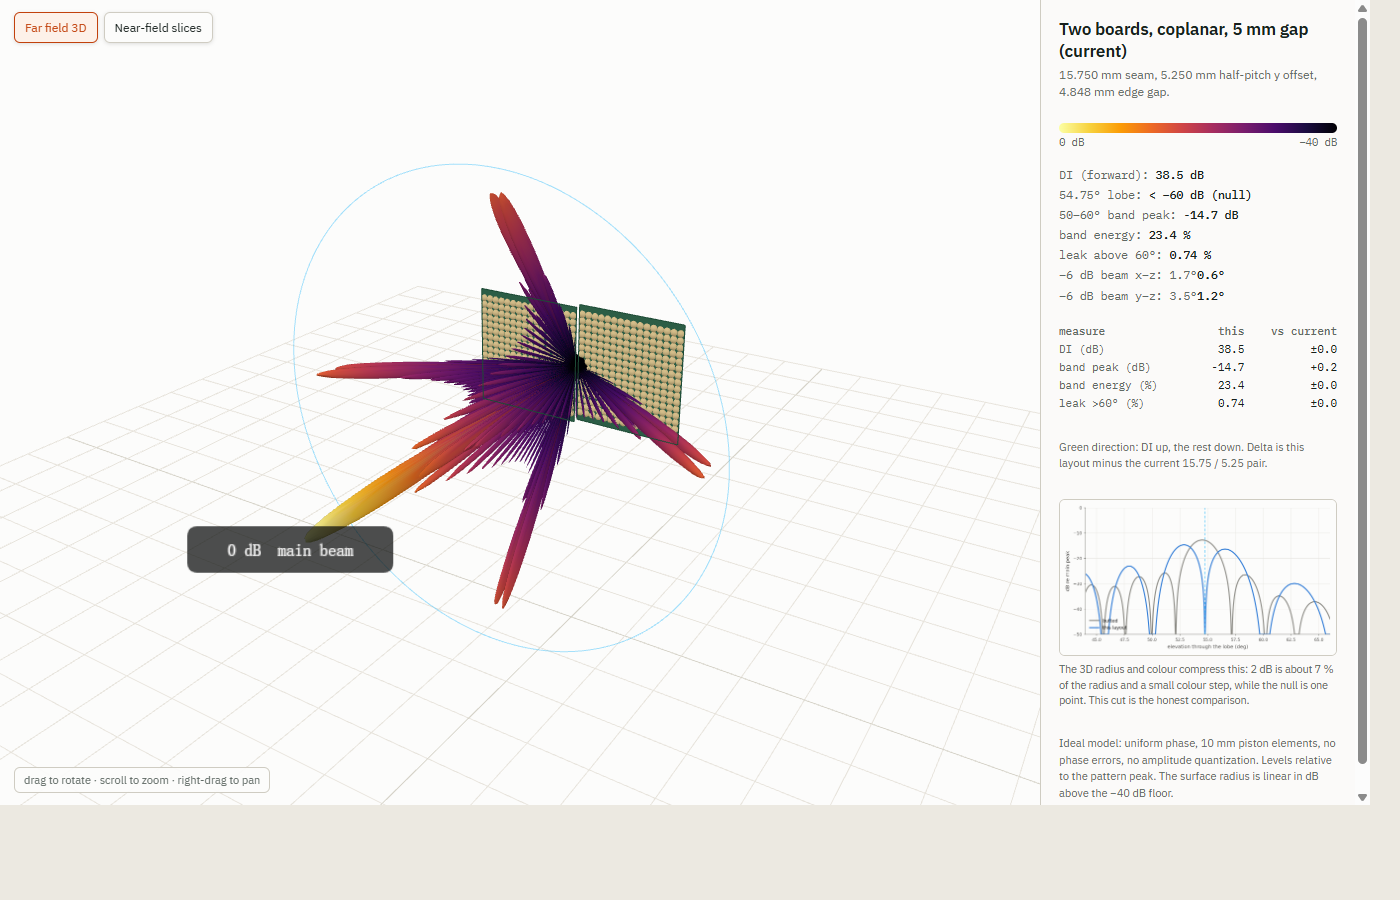 Far field 3D
Near-field slices
0 dB main beam
drag to rotate · scroll to zoom · right-drag to pan
Two boards, coplanar, 5 mm gap
(current)
15.750 mm seam, 5.250 mm half-pitch y offset,
4.848 mm edge gap.
0 dB
−40 dB
DI (forward): 38.5 dB
54.75° lobe: < −60 dB (null)
50–60° band peak: -14.7 dB
band energy: 23.4 %
leak above 60°: 0.74 %
−6 dB beam x–z: 1.7°0.6°
−6 dB beam y–z: 3.5°1.2°
measure this vs current
DI (dB) 38.5 ±0.0
band peak (dB) -14.7 +0.2
band energy (%) 23.4 ±0.0
leak >60° (%) 0.74 ±0.0
Green direction: DI up, the rest down. Delta is this
layout minus the current 15.75 / 5.25 pair.
elevation through the lobe (deg)
The 3D radius and colour compress this: 2 dB is about 7 %
of the radius and a small colour step, while the null is one
point. This cut is the honest comparison.
Ideal model: uniform phase, 10 mm piston elements, no
phase errors, no amplitude quantization. Levels relative
to the pattern peak. The surface radius is linear in dB
above the −40 dB floor.